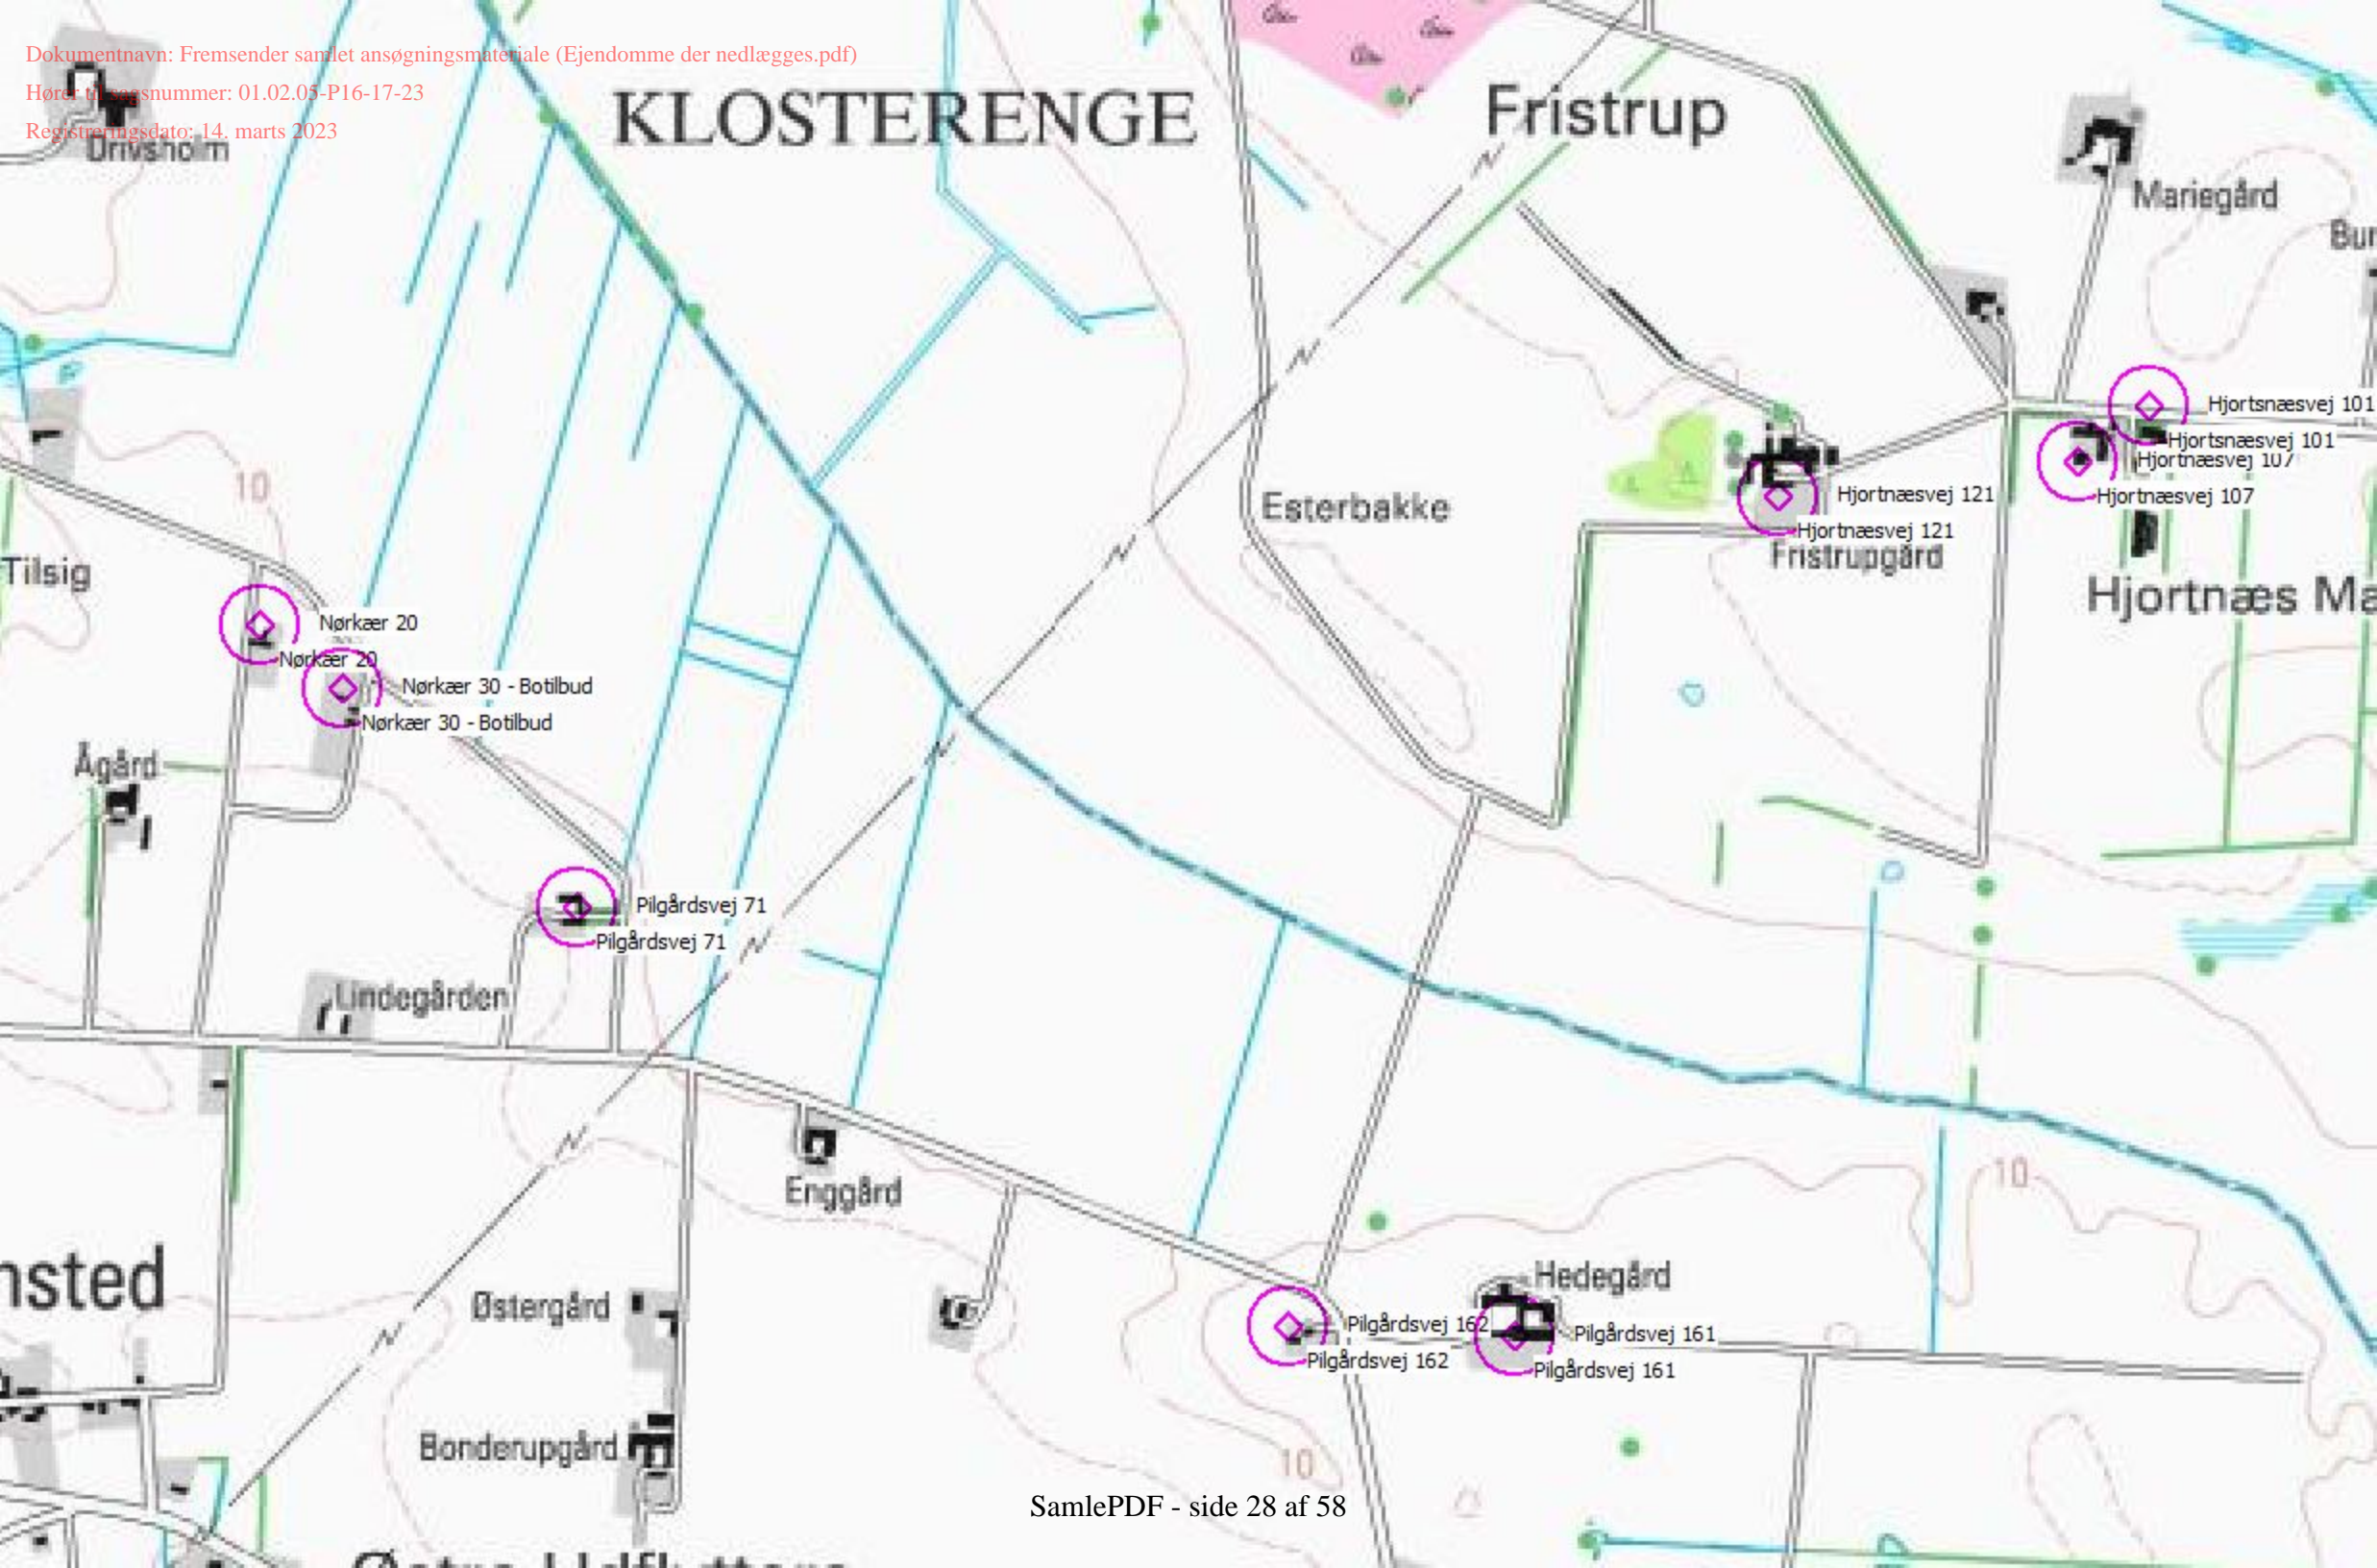 Dokumentnavn: Fremsender samlet ansøgningsmateriale (Ejendomme der nedlægges.pdf)
Hører til sagsnummer: 01.02.05-P16-17-23
Registreringsdato: 14. marts 2023
Drivsholm
KLOSTERENGE
Fristrup
Mariegård
Bur
Hjortsnæsvej 101
Hjortsnæsvej 101
Hjortnæsvej 107
Hjortnæsvej 107
10
Esterbakke
Hjortnæsvej 121
Hjortnæsvej 121
Fristrupgård
Tilsig
Hjortnæs Ma
Nørkær 20
Nørkær 20
Nørkær 30 - Botilbud
Nørkær 30 - Botilbud
Ågård
Pilgårdsvej 71
Pilgårdsvej 71
Lindegården
Enggård
10
nsted
Østergård
Hedegård
Pilgårdsvej 162
Pilgårdsvej 161
Pilgårdsvej 162
Pilgårdsvej 161
Bonderupgård
10
SamlePDF - side 28 af 58